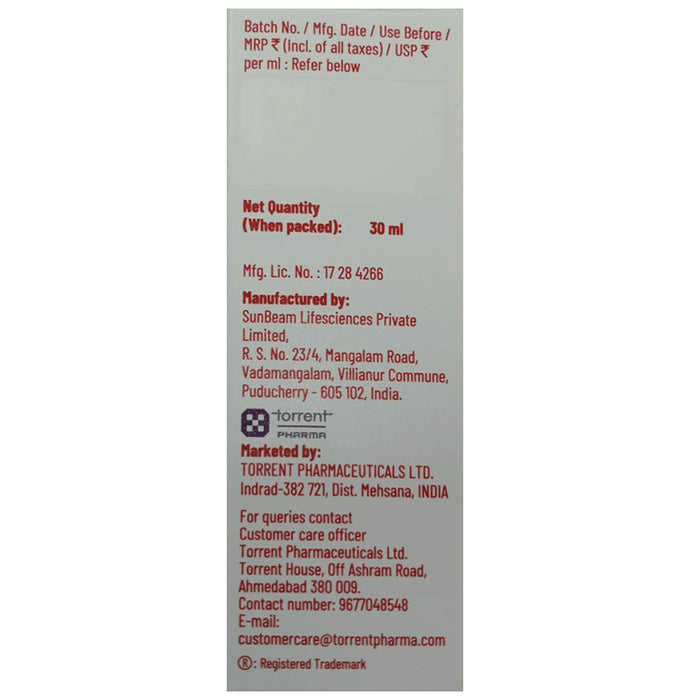 Batch No. / Mfg. Date / Use Before /
MRP ₹ (Incl. of all taxes) / USP ₹
per ml : Refer below
Net Quantity
(When packed): 30 ml
Mfg. Lic. No. : 17 28 4266
Manufactured by:
SunBeam Lifesciences Private
Limited,
R. S. No. 23/4, Mangalam Road,
Vadamangalam, Villianur Commune,
Puducherry - 605 102, India.
torrent
PHARMA
Marketed by:
TORRENT PHARMACEUTICALS LTD.
Indrad-382 721, Dist. Mehsana, INDIA
For queries contact
Customer care officer
Torrent Pharmaceuticals Ltd.
Torrent House, Off Ashram Road,
Ahmedabad 380 009.
Contact number: 9677048548
E-mail:
customercare@torrentpharma.com
®: Registered Trademark